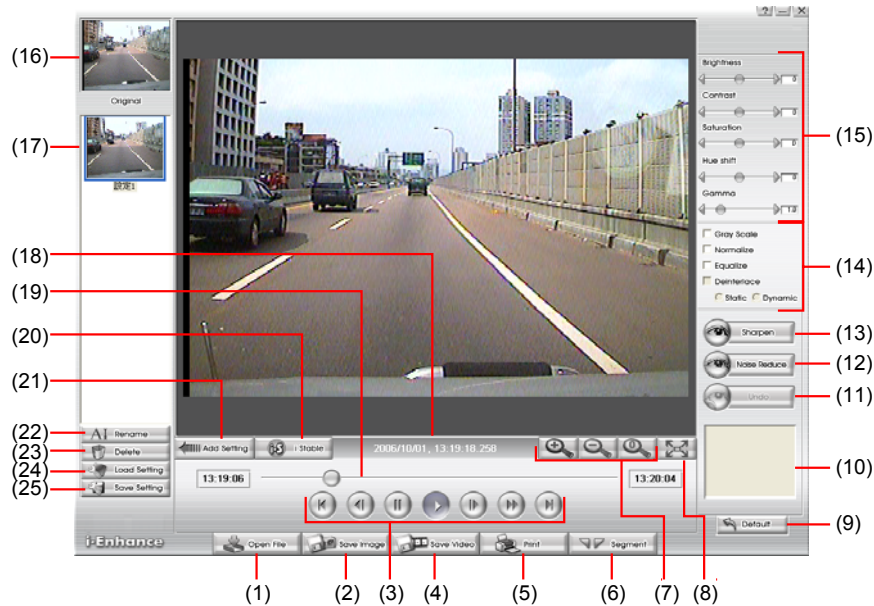 ? — ✕
(16)
Original
(17)
設定1
(18)
(19)
(20)
(21)
(22)
(23)
(24)
(25)
AI Rename
Delete
Load Setting
Save Setting
Brightness
0
Contrast
0
Saturation
0
Hue shift
0
Gamma
1.0
(15)
Gray Scale
Normalize
Equalize
Deinterlace
Static Dynamic
(14)
Sharpen
(13)
Noise Reduce
(12)
Undo
(11)
(10)
Default
(9)
Add Setting
iS i Stable
2006/10/01, 13:19:18.258
13:19:06
13:20:04
i-Enhance
Open File
Save Image
Save Video
Print
Segment
(1) (2) (3) (4) (5) (6) (7) (8)